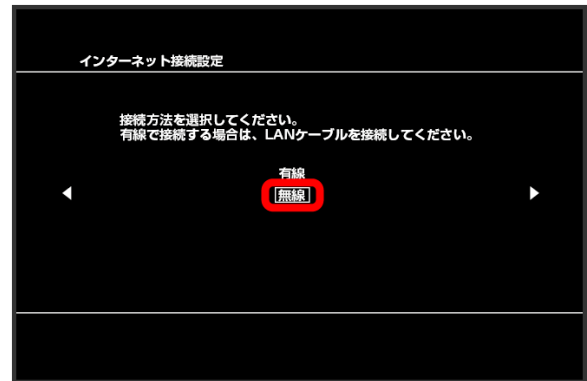 インターネット接続設定
接続方法を選択してください。
有線で接続する場合は、LANケーブルを接続してください。
有線
無線